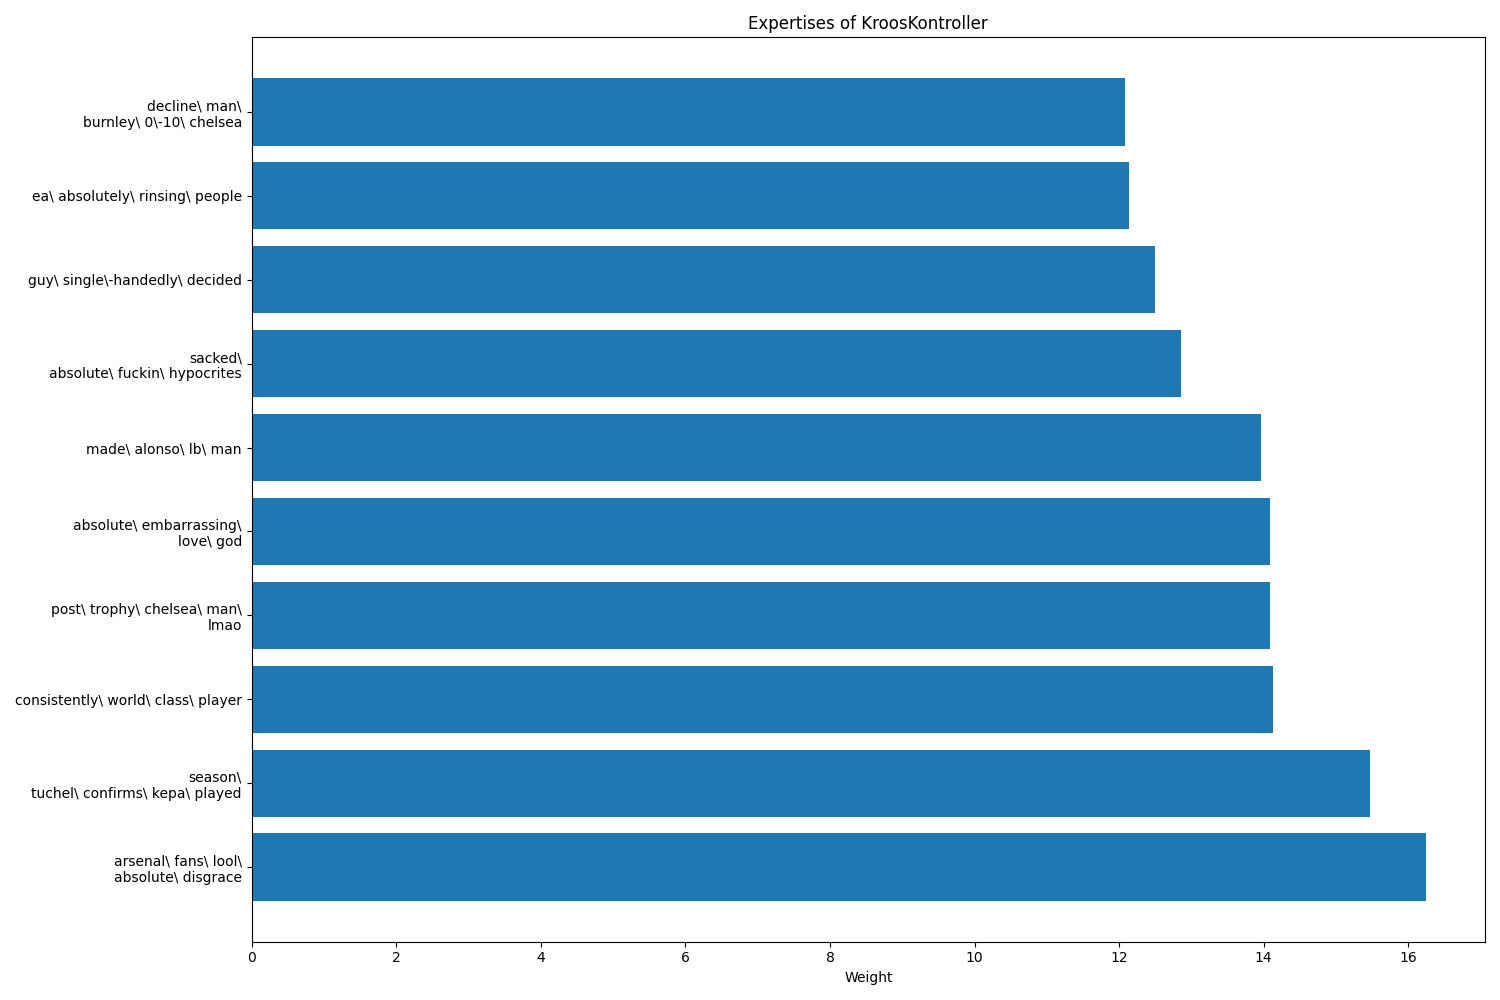 Expertises of KroosKontroller
decline\ man\
burnley\ 0\-10\ chelsea
ea\ absolutely\ rinsing\ people
guy\ single\-handedly\ decided
sacked\
absolute\ fuckin\ hypocrites
made\ alonso\ lb\ man
absolute\ embarrassing\
love\ god
post\ trophy\ chelsea\ man\
lmao
consistently\ world\ class\ player
season\
tuchel\ confirms\ kepa\ played
arsenal\ fans\ lool\
absolute\ disgrace
0 2 4 6 8 10 12 14 16
Weight